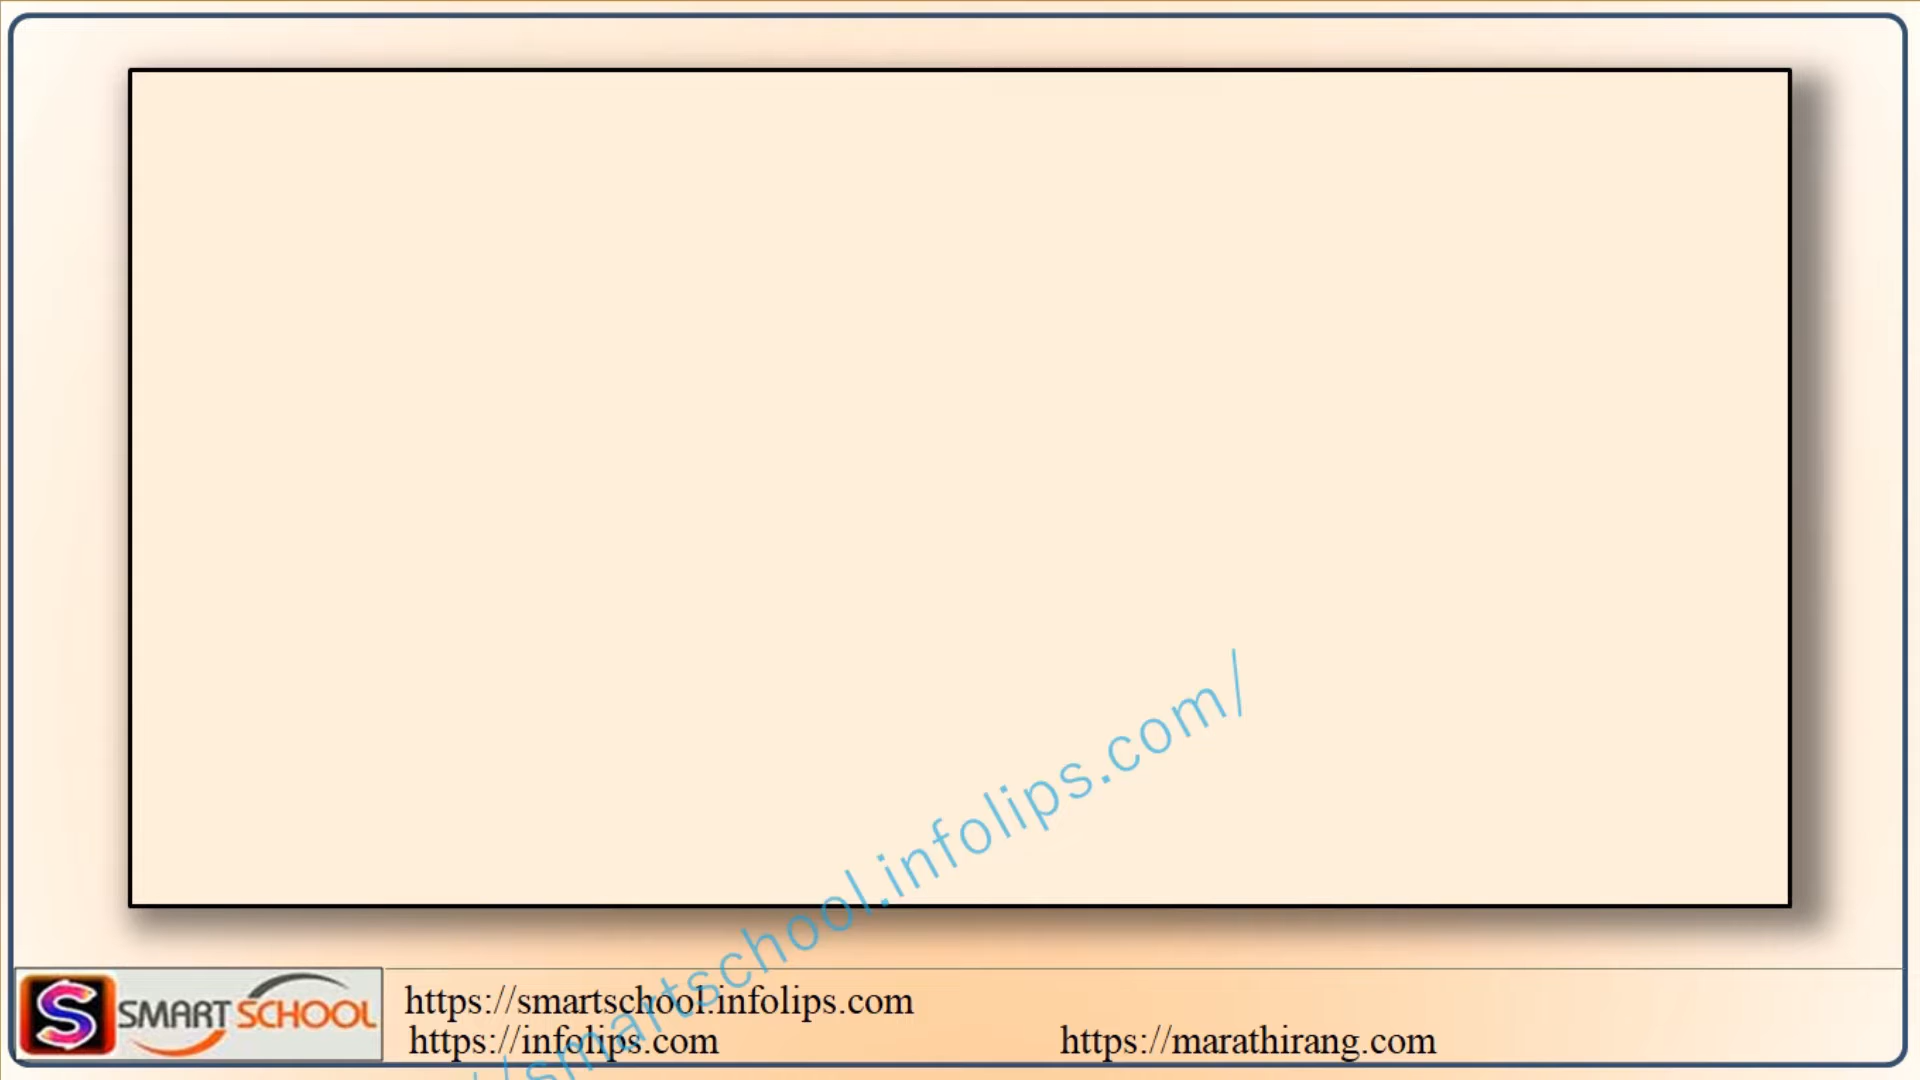 //smartschool.infolips.com/
SMART SCHOOL
https://smartschool.infolips.com
https://infolips.com
https://marathirang.com